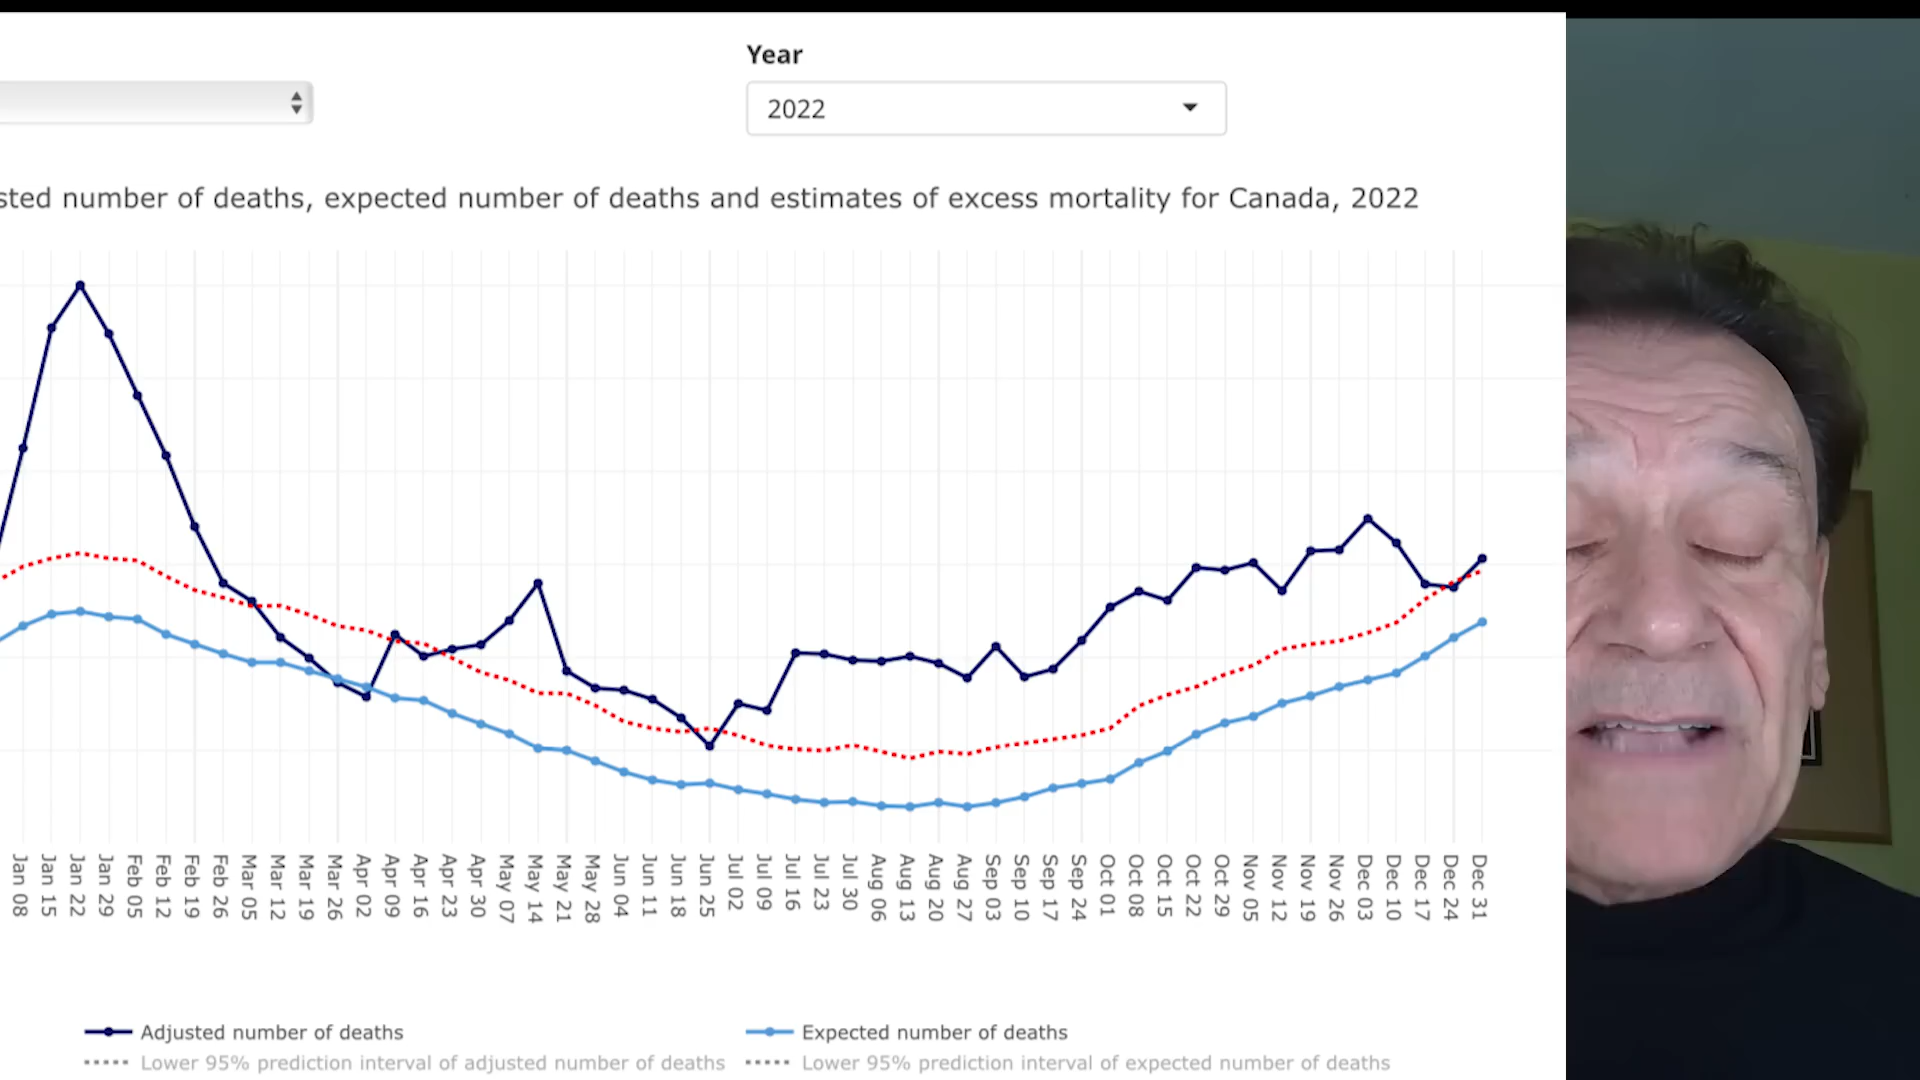 Year
2022
sted number of deaths, expected number of deaths and estimates of excess mortality for Canada, 2022
Jan 08
Jan 15
Jan 22
Jan 29
Feb 05
Feb 12
Feb 19
Feb 26
Mar 05
Mar 12
Mar 19
Mar 26
Apr 02
Apr 09
Apr 16
Apr 23
Apr 30
May 07
May 14
May 21
May 28
Jun 04
Jun 11
Jun 18
Jun 25
Jul 02
Jul 09
Jul 16
Jul 23
Jul 30
Aug 06
Aug 13
Aug 20
Aug 27
Sep 03
Sep 10
Sep 17
Sep 24
Oct 01
Oct 08
Oct 15
Oct 22
Oct 29
Nov 05
Nov 12
Nov 19
Nov 26
Dec 03
Dec 10
Dec 17
Dec 24
Dec 31
Adjusted number of deaths
Expected number of deaths
Lower 95% prediction interval of adjusted number of deaths
Lower 95% prediction interval of expected number of deaths